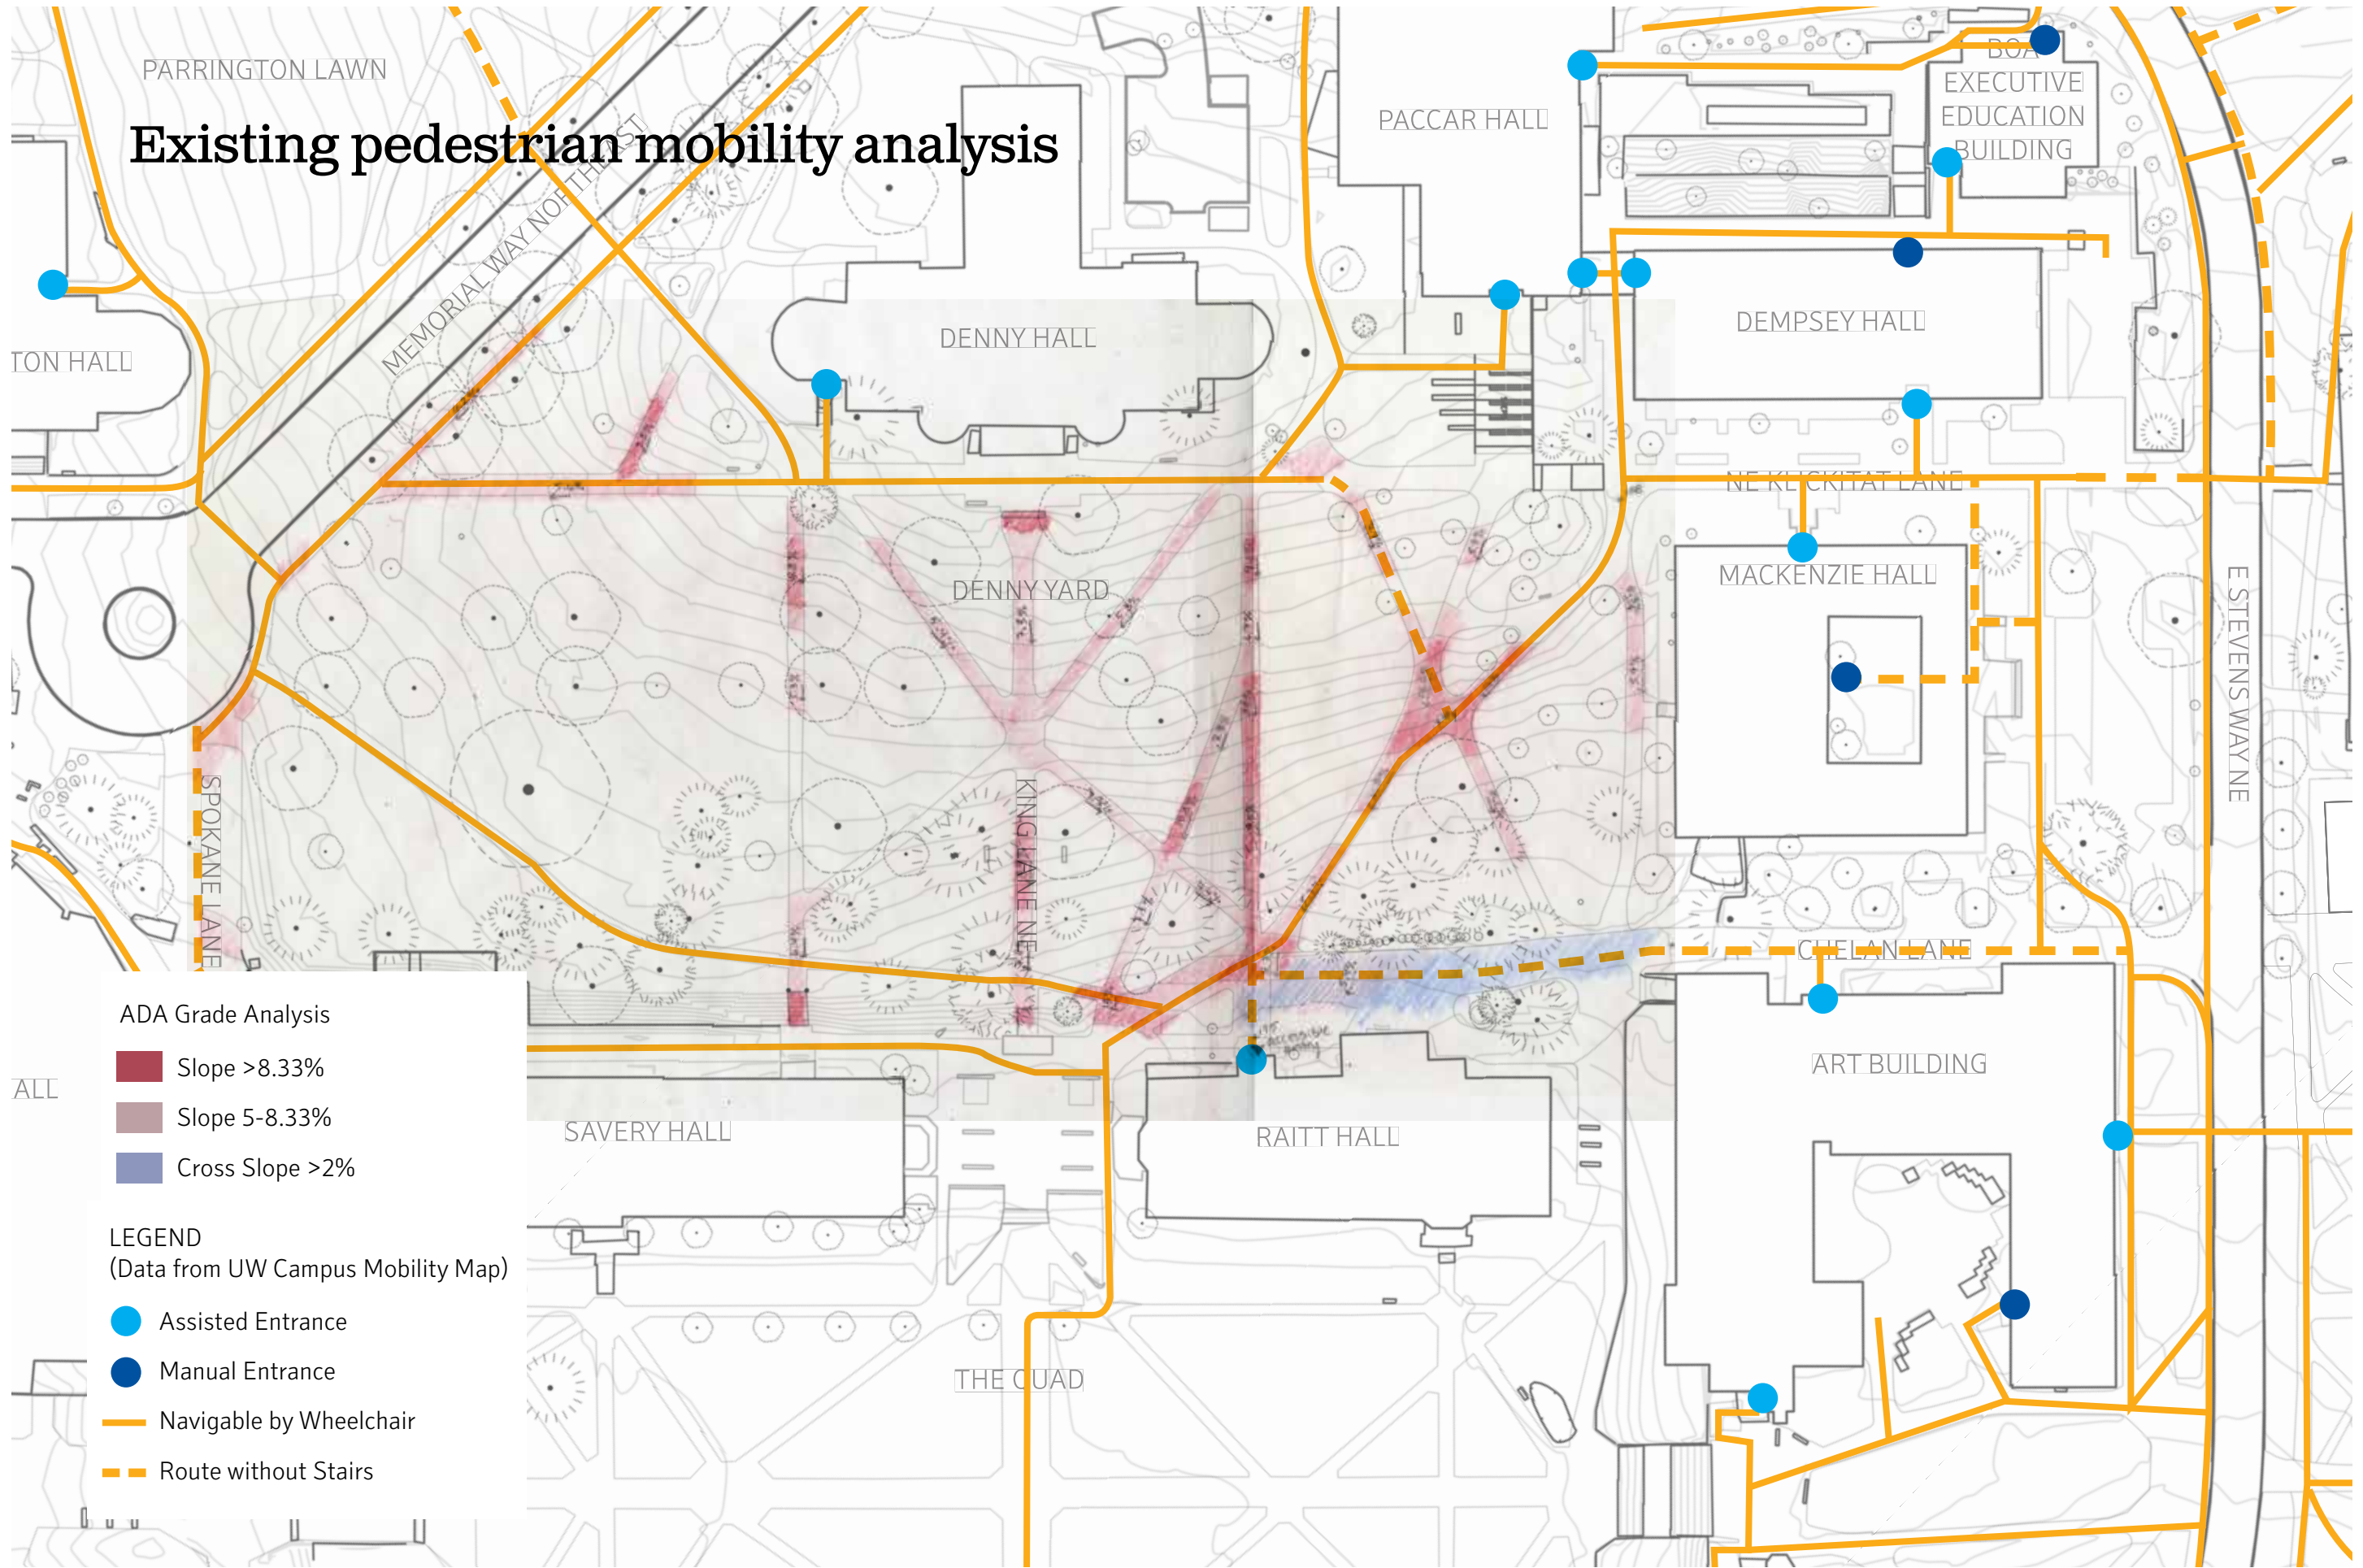 PARRINGTON LAWN
Existing pedestrian mobility analysis
MEMORIAL WAY NORTHEAST
PACCAR HALL
BOA
EXECUTIVE
EDUCATION
BUILDING
TON HALL
DENNY HALL
DEMPSEY HALL
NE KLICKITAT LANE
DENNY YARD
MACKENZIE HALL
E STEVENS WAY NE
SPOKANE LANE
KING LANE NE
CHELAN LANE
ART BUILDING
ALL
SAVERY HALL
RAITT HALL
THE QUAD
ADA Grade Analysis
Slope >8.33%
Slope 5-8.33%
Cross Slope >2%
LEGEND
(Data from UW Campus Mobility Map)
Assisted Entrance
Manual Entrance
Navigable by Wheelchair
Route without Stairs